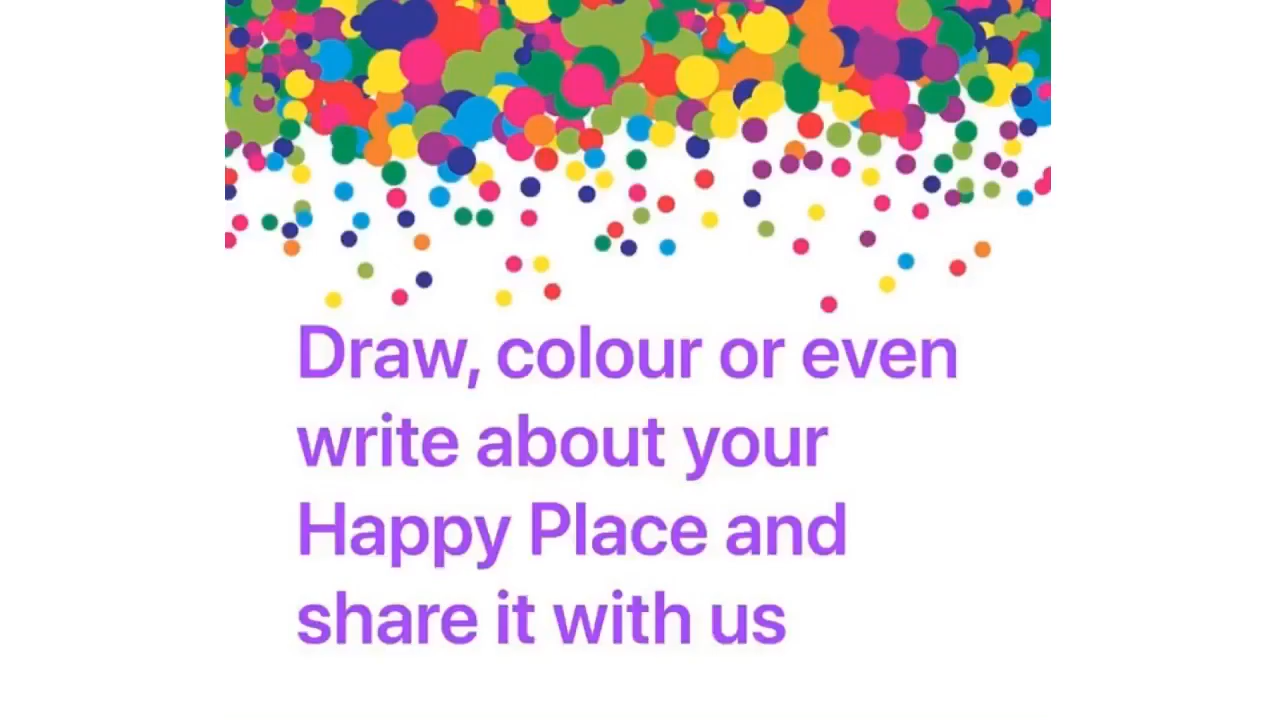 Draw, colour or even
write about your
Happy Place and
share it with us